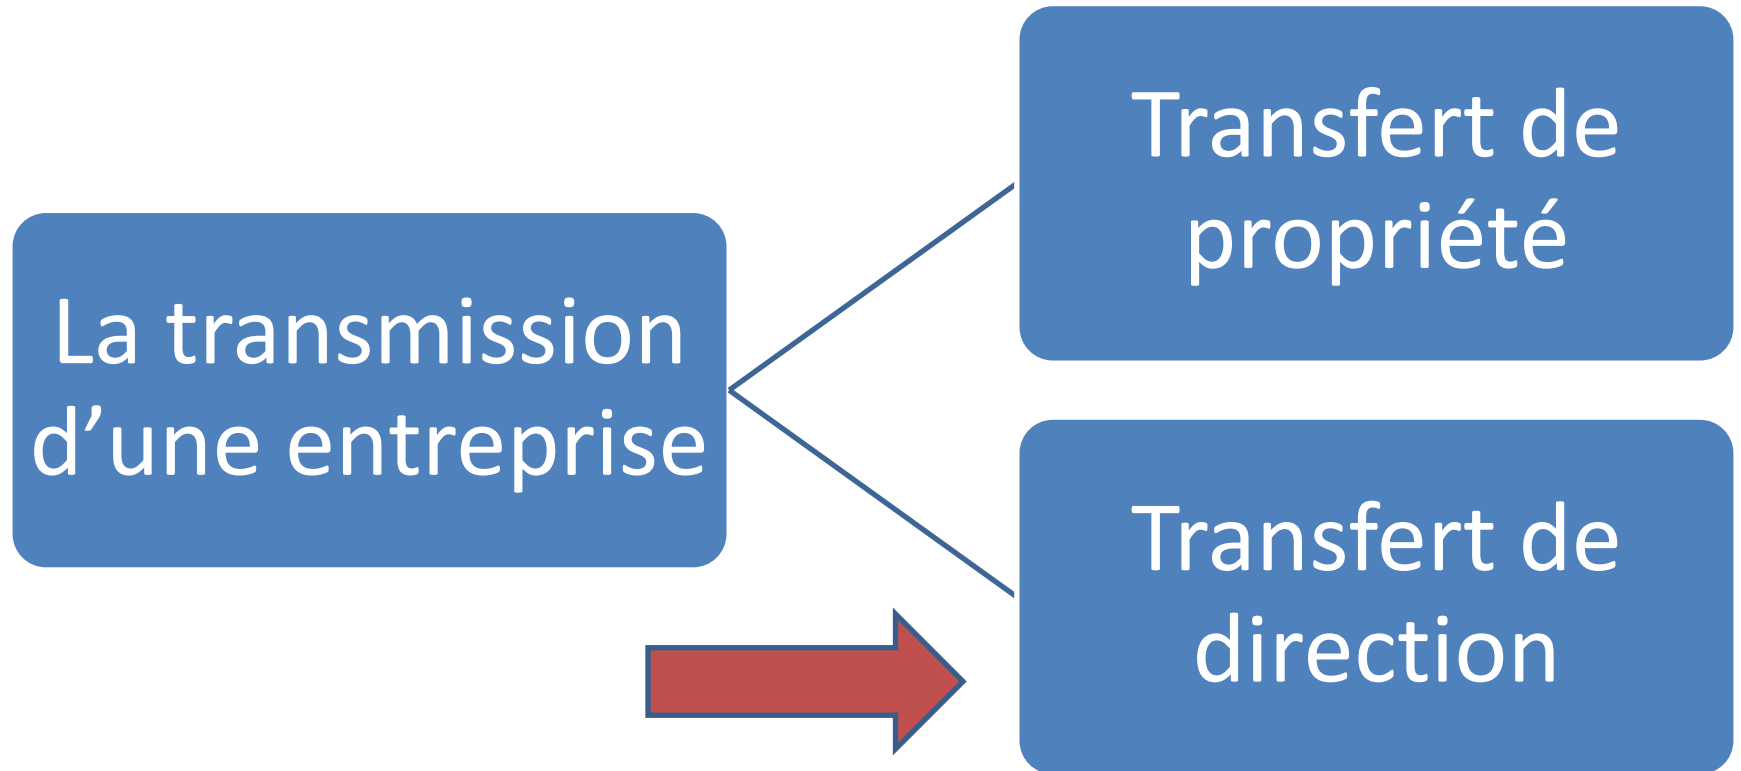 La transmission
d’une entreprise
Transfert de
propriété
Transfert de
direction